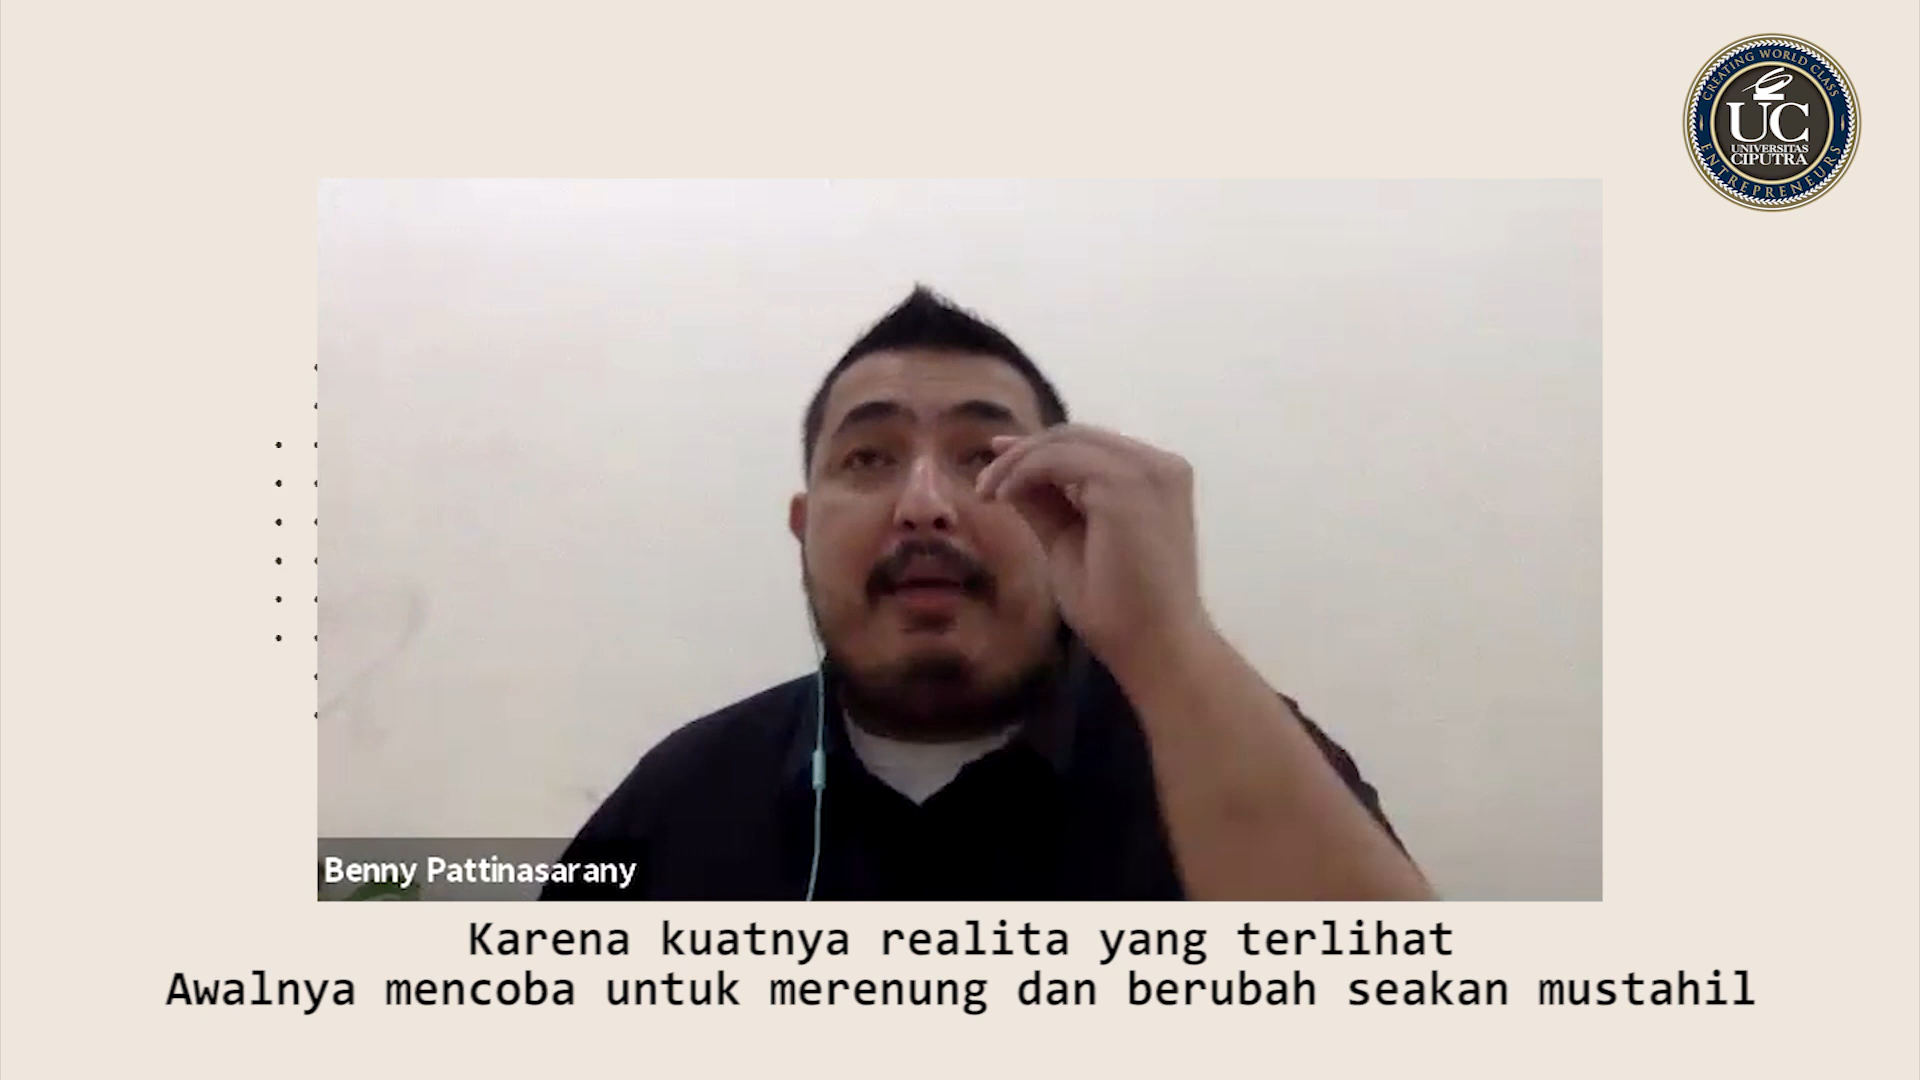 CREATING WORLD CLASS
UC
UNIVERSITAS
CIPUTRA
ENTREPRENEURS
Benny Pattinasarany
Karena kuatnya realita yang terlihat
Awalnya mencoba untuk merenung dan berubah seakan mustahil